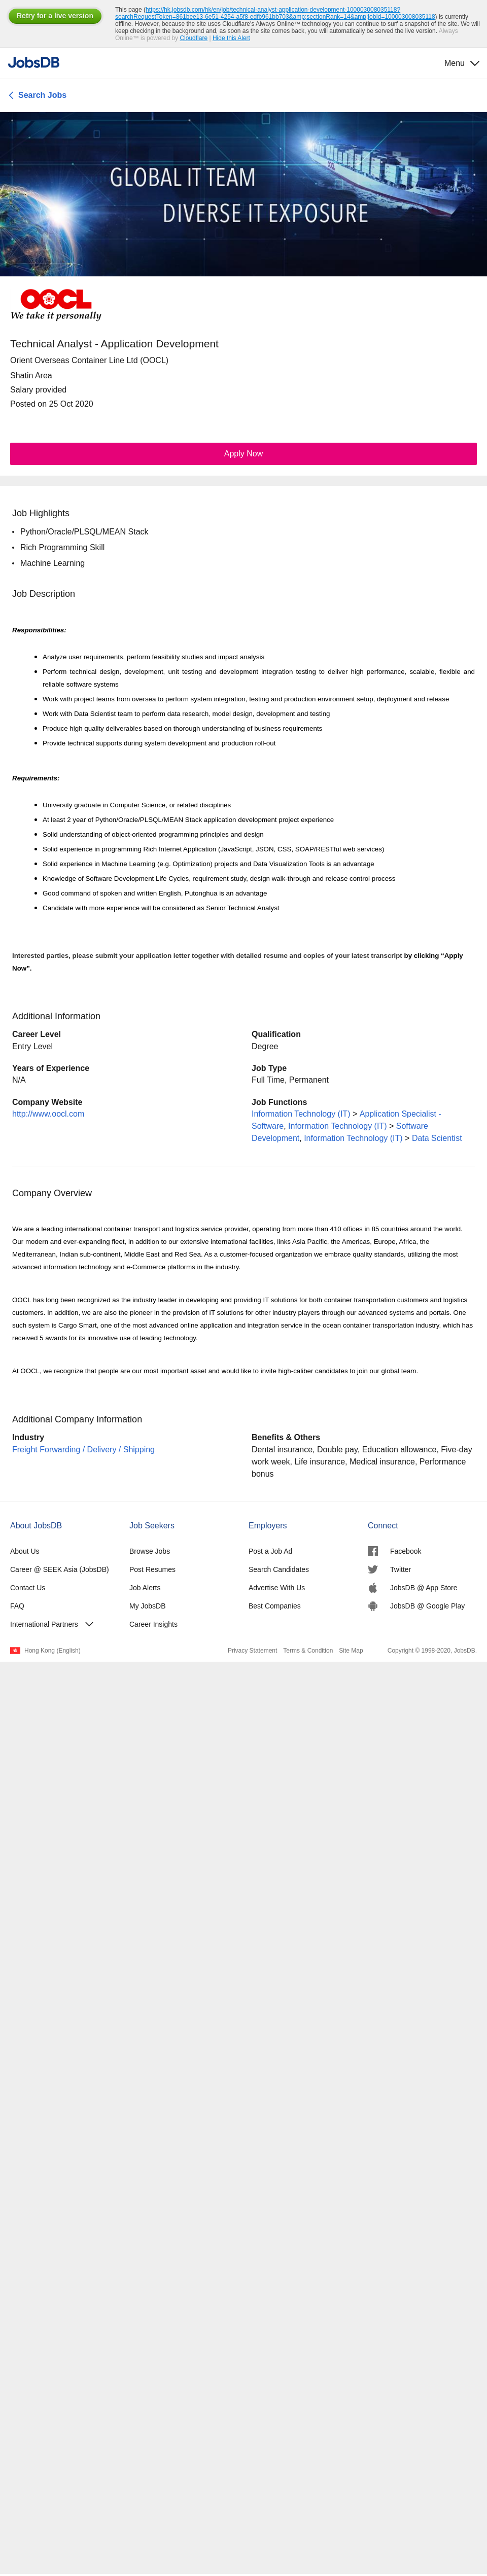 Retry for a live version
This page (https://hk.jobsdb.com/hk/en/job/technical-analyst-application-development-100003008035118?
searchRequestToken=861bee13-6e51-4254-a5f8-edfb961bb703&amp;sectionRank=14&amp;jobId=100003008035118) is currently
offline. However, because the site uses Cloudflare's Always Online™ technology you can continue to surf a snapshot of the site. We will
keep checking in the background and, as soon as the site comes back, you will automatically be served the live version. Always
Online™ is powered by Cloudflare | Hide this Alert
JobsDB
Menu
Search Jobs
GLOBAL IT TEAM
DIVERSE IT EXPOSURE
OOCL
We take it personally
Technical Analyst - Application Development
Orient Overseas Container Line Ltd (OOCL)
Shatin Area
Salary provided
Posted on 25 Oct 2020
Apply Now
Job Highlights
• Python/Oracle/PLSQL/MEAN Stack
• Rich Programming Skill
• Machine Learning
Job Description
Responsibilities:
• Analyze user requirements, perform feasibility studies and impact analysis
• Perform technical design, development, unit testing and development integration testing to deliver high performance, scalable, flexible and
reliable software systems
• Work with project teams from oversea to perform system integration, testing and production environment setup, deployment and release
• Work with Data Scientist team to perform data research, model design, development and testing
• Produce high quality deliverables based on thorough understanding of business requirements
• Provide technical supports during system development and production roll-out
Requirements:
• University graduate in Computer Science, or related disciplines
• At least 2 year of Python/Oracle/PLSQL/MEAN Stack application development project experience
• Solid understanding of object-oriented programming principles and design
• Solid experience in programming Rich Internet Application (JavaScript, JSON, CSS, SOAP/RESTful web services)
• Solid experience in Machine Learning (e.g. Optimization) projects and Data Visualization Tools is an advantage
• Knowledge of Software Development Life Cycles, requirement study, design walk-through and release control process
• Good command of spoken and written English, Putonghua is an advantage
• Candidate with more experience will be considered as Senior Technical Analyst
Interested parties, please submit your application letter together with detailed resume and copies of your latest transcript by clicking "Apply
Now".
Additional Information
Career Level
Entry Level
Qualification
Degree
Years of Experience
N/A
Job Type
Full Time, Permanent
Company Website
http://www.oocl.com
Job Functions
Information Technology (IT) > Application Specialist -
Software, Information Technology (IT) > Software
Development, Information Technology (IT) > Data Scientist
Company Overview
We are a leading international container transport and logistics service provider, operating from more than 410 offices in 85 countries around the world.
Our modern and ever-expanding fleet, in addition to our extensive international facilities, links Asia Pacific, the Americas, Europe, Africa, the
Mediterranean, Indian sub-continent, Middle East and Red Sea. As a customer-focused organization we embrace quality standards, utilizing the most
advanced information technology and e-Commerce platforms in the industry.
OOCL has long been recognized as the industry leader in developing and providing IT solutions for both container transportation customers and logistics
customers. In addition, we are also the pioneer in the provision of IT solutions for other industry players through our advanced systems and portals. One
such system is Cargo Smart, one of the most advanced online application and integration service in the ocean container transportation industry, which has
received 5 awards for its innovative use of leading technology.
At OOCL, we recognize that people are our most important asset and would like to invite high-caliber candidates to join our global team.
Additional Company Information
Industry
Freight Forwarding / Delivery / Shipping
Benefits & Others
Dental insurance, Double pay, Education allowance, Five-day
work week, Life insurance, Medical insurance, Performance
bonus
About JobsDB
About Us
Career @ SEEK Asia (JobsDB)
Contact Us
FAQ
International Partners
Job Seekers
Browse Jobs
Post Resumes
Job Alerts
My JobsDB
Career Insights
Employers
Post a Job Ad
Search Candidates
Advertise With Us
Best Companies
Connect
Facebook
Twitter
JobsDB @ App Store
JobsDB @ Google Play
Hong Kong (English)
Privacy Statement Terms & Condition Site Map
Copyright © 1998-2020, JobsDB.